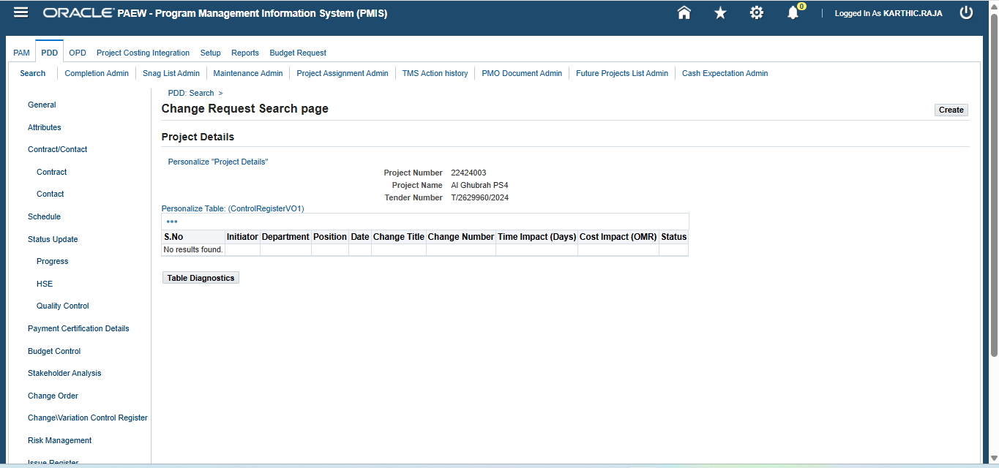 ORACLE PAEW - Program Management Information System (PMIS)
0
Logged In As KARTHIC.RAJA
PAM PDD OPD Project Costing Integration Setup Reports Budget Request
Search Completion Admin Snag List Admin Maintenance Admin Project Assignment Admin TMS Action history PMO Document Admin Future Projects List Admin Cash Expectation Admin
General
Attributes
Contract/Contact
Contract
Contact
Schedule
Status Update
Progress
HSE
Quality Control
Payment Certification Details
Budget Control
Stakeholder Analysis
Change Order
Change\Variation Control Register
Risk Management
Issue Register
PDD: Search >
Change Request Search page
Create
Project Details
Personalize "Project Details"
Project Number 22424003
Project Name Al Ghubrah PS4
Tender Number T/2629960/2024
Personalize Table: (ControlRegisterVO1)
S.No Initiator Department Position Date Change Title Change Number Time Impact (Days) Cost Impact (OMR) Status
No results found.
Table Diagnostics